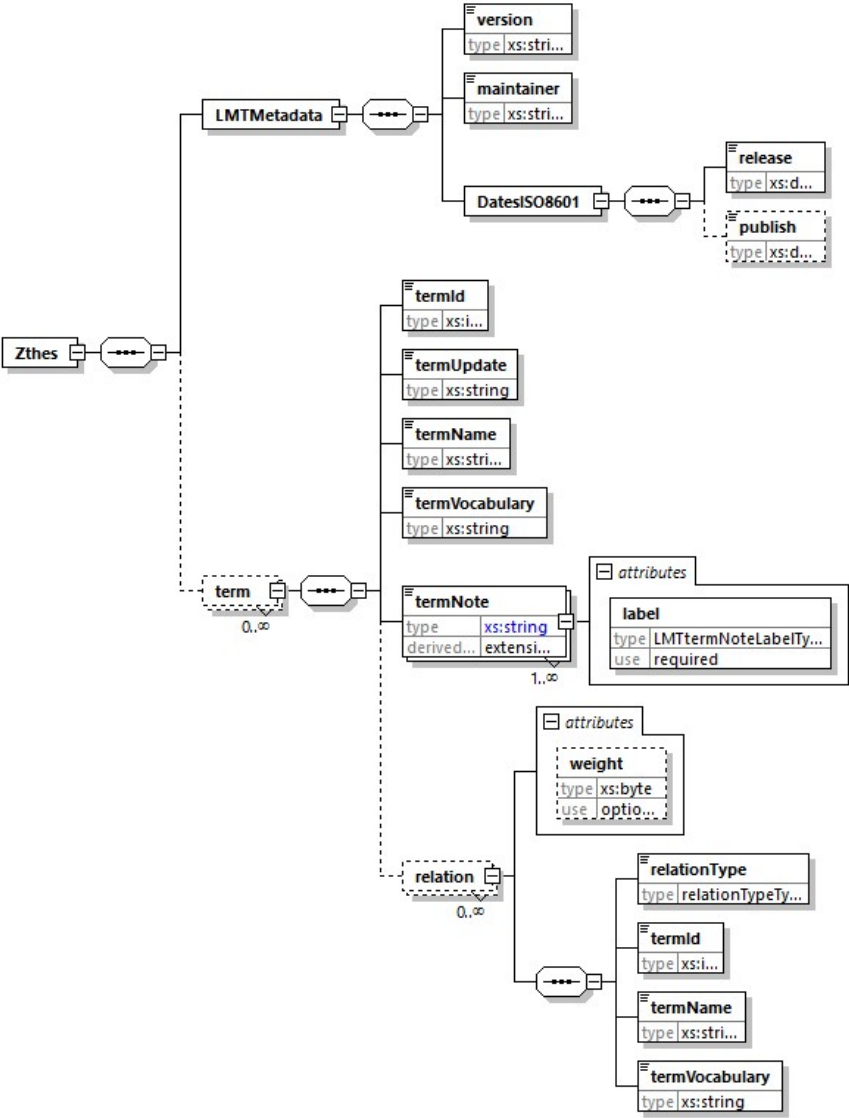 version
type xs:stri...
maintainer
type xs:stri...
LMTMetadata
DatesISO8601
release
type xs:d...
publish
type xs:d...
Zthes
termId
type xs:i...
termUpdate
type xs:string
termName
type xs:stri...
termVocabulary
type xs:string
term
0..∞
termNote
type xs:string
derived... extensi...
1..∞
attributes
label
type LMTtermNoteLabelTy...
use required
attributes
weight
type xs:byte
use optio...
relation
0..∞
relationType
type relationTypeTy...
termId
type xs:i...
termName
type xs:stri...
termVocabulary
type xs:string